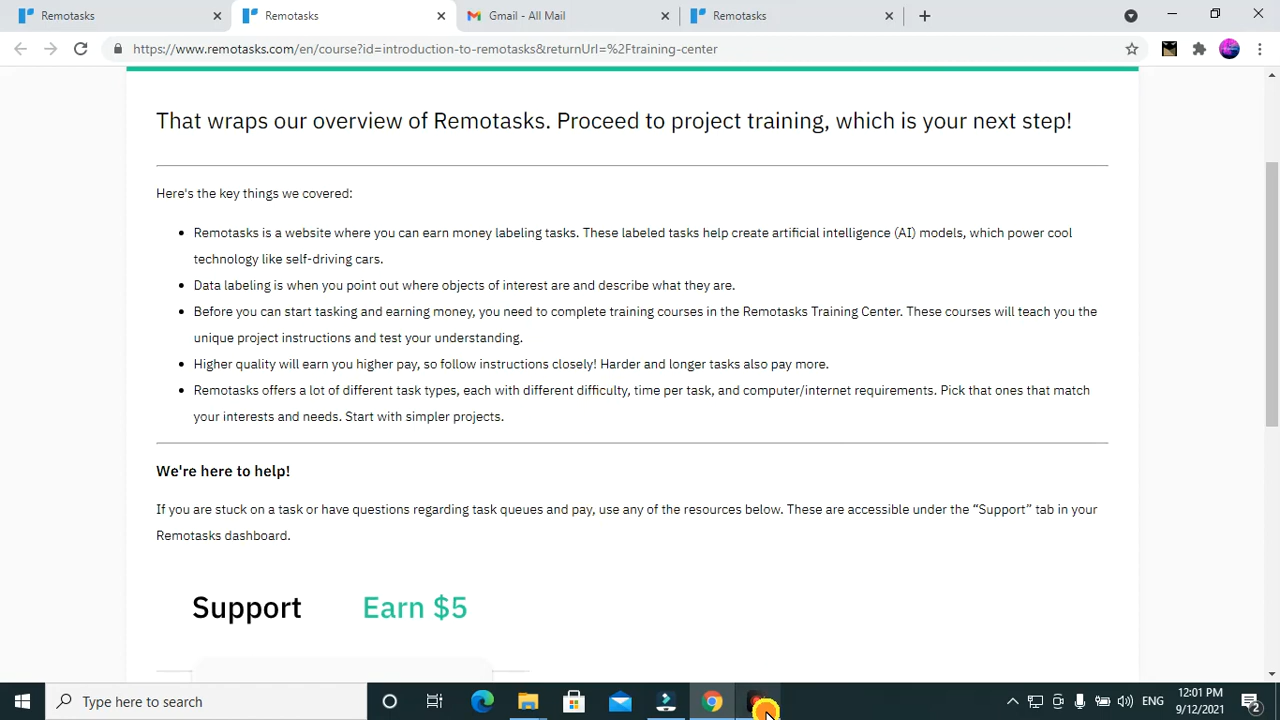 Remotasks
Remotasks
Gmail - All Mail
Remotasks
https://www.remotasks.com/en/course?id=introduction-to-remotasks&returnUrl=%2Ftraining-center
That wraps our overview of Remotasks. Proceed to project training, which is your next step!
Here's the key things we covered:
Remotasks is a website where you can earn money labeling tasks. These labeled tasks help create artificial intelligence (AI) models, which power cool
technology like self-driving cars.
Data labeling is when you point out where objects of interest are and describe what they are.
Before you can start tasking and earning money, you need to complete training courses in the Remotasks Training Center. These courses will teach you the
unique project instructions and test your understanding.
Higher quality will earn you higher pay, so follow instructions closely! Harder and longer tasks also pay more.
Remotasks offers a lot of different task types, each with different difficulty, time per task, and computer/internet requirements. Pick that ones that match
your interests and needs. Start with simpler projects.
We're here to help!
If you are stuck on a task or have questions regarding task queues and pay, use any of the resources below. These are accessible under the “Support” tab in your
Remotasks dashboard.
Support Earn $5
Type here to search
ENG
12:01 PM
9/12/2021
2